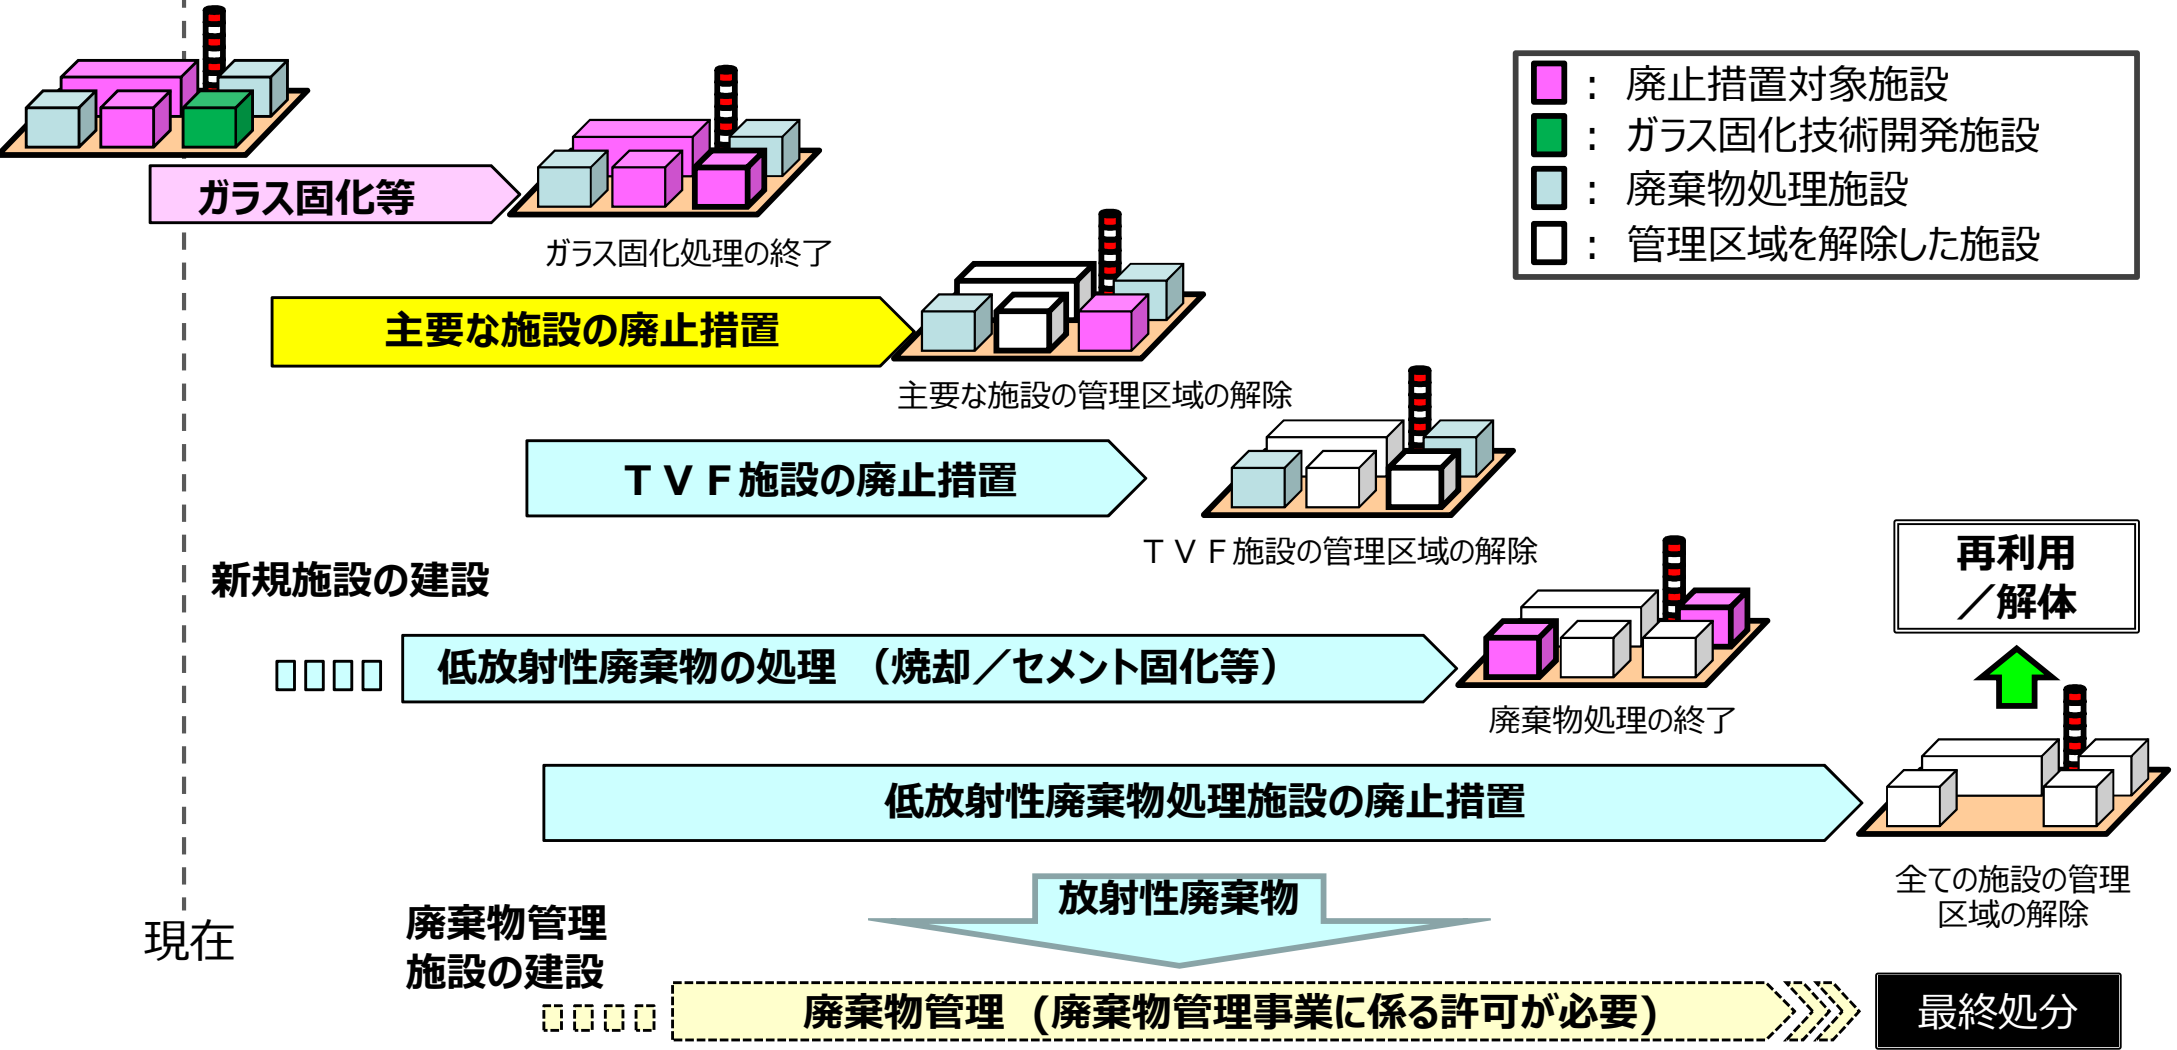 ： 廃止措置対象施設
： ガラス固化技術開発施設
： 廃棄物処理施設
： 管理区域を解除した施設
ガラス固化等
ガラス固化処理の終了
主要な施設の廃止措置
主要な施設の管理区域の解除
ＴＶＦ施設の廃止措置
ＴＶＦ施設の管理区域の解除
新規施設の建設
低放射性廃棄物の処理 （焼却／セメント固化等）
廃棄物処理の終了
再利用
／解体
低放射性廃棄物処理施設の廃止措置
全ての施設の管理
区域の解除
放射性廃棄物
現在
廃棄物管理
施設の建設
廃棄物管理 (廃棄物管理事業に係る許可が必要)
最終処分